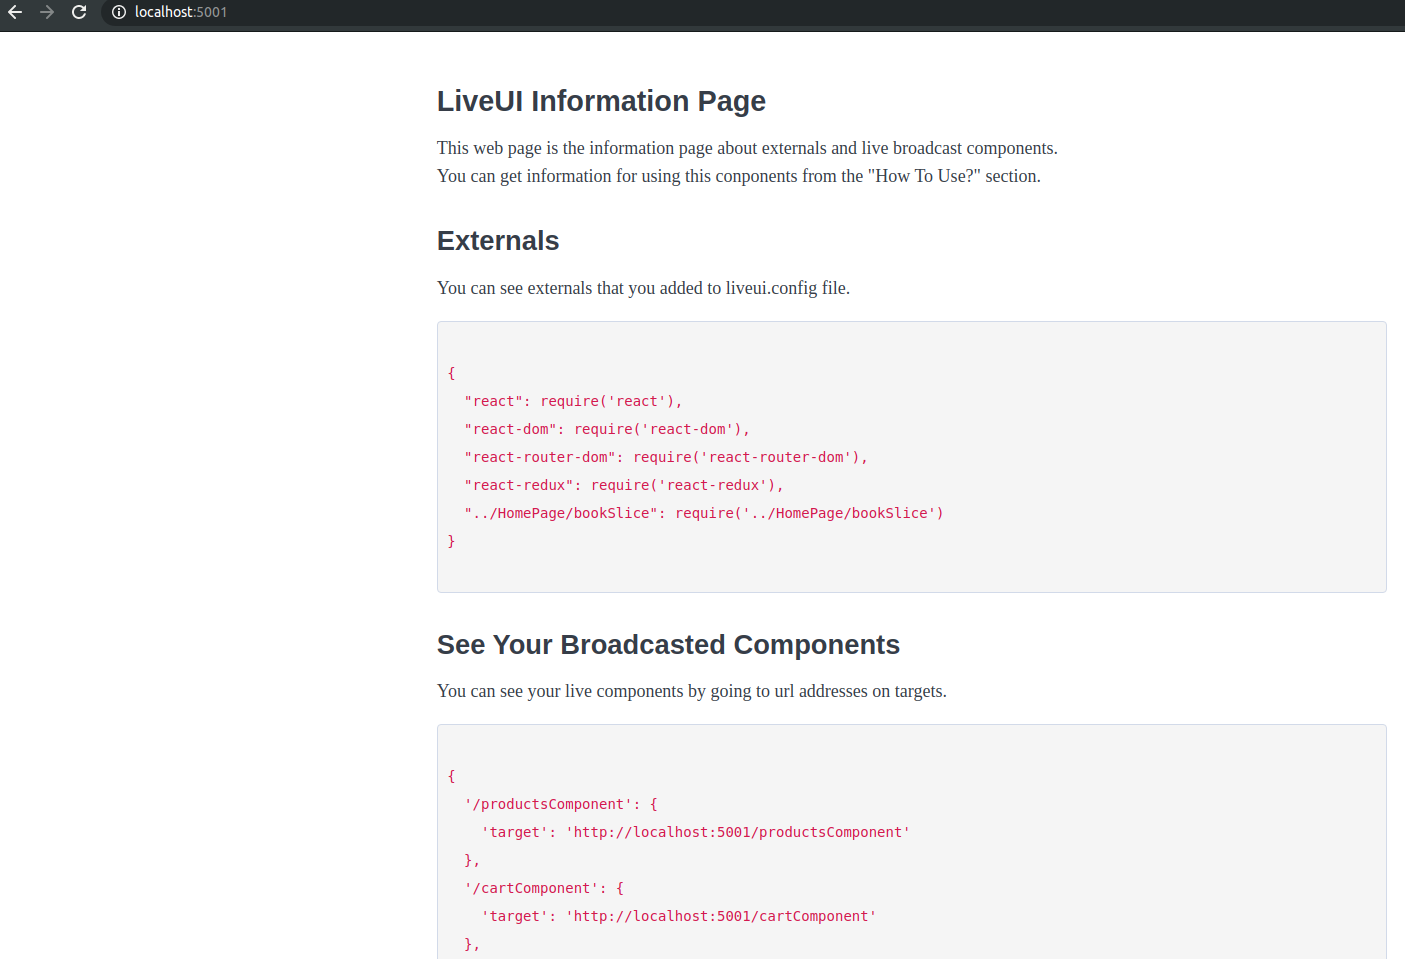 localhost:5001
LiveUI Information Page
This web page is the information page about externals and live broadcast components.
You can get information for using this conponents from the "How To Use?" section.
Externals
You can see externals that you added to liveui.config file.
{
  "react": require('react'),
  "react-dom": require('react-dom'),
  "react-router-dom": require('react-router-dom'),
  "react-redux": require('react-redux'),
  "../HomePage/bookSlice": require('../HomePage/bookSlice')
}
See Your Broadcasted Components
You can see your live components by going to url addresses on targets.
{
  '/productsComponent': {
    'target': 'http://localhost:5001/productsComponent'
  },
  '/cartComponent': {
    'target': 'http://localhost:5001/cartComponent'
  },